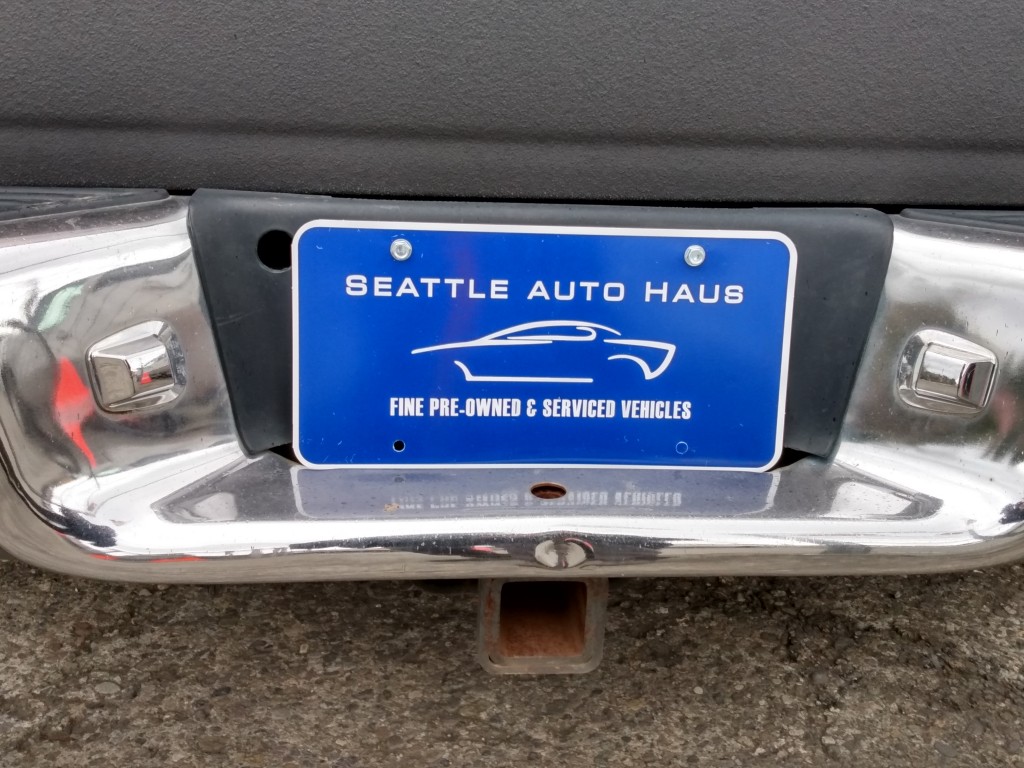 SEATTLE AUTO HAUS
FINE PRE-OWNED & SERVICED VEHICLES